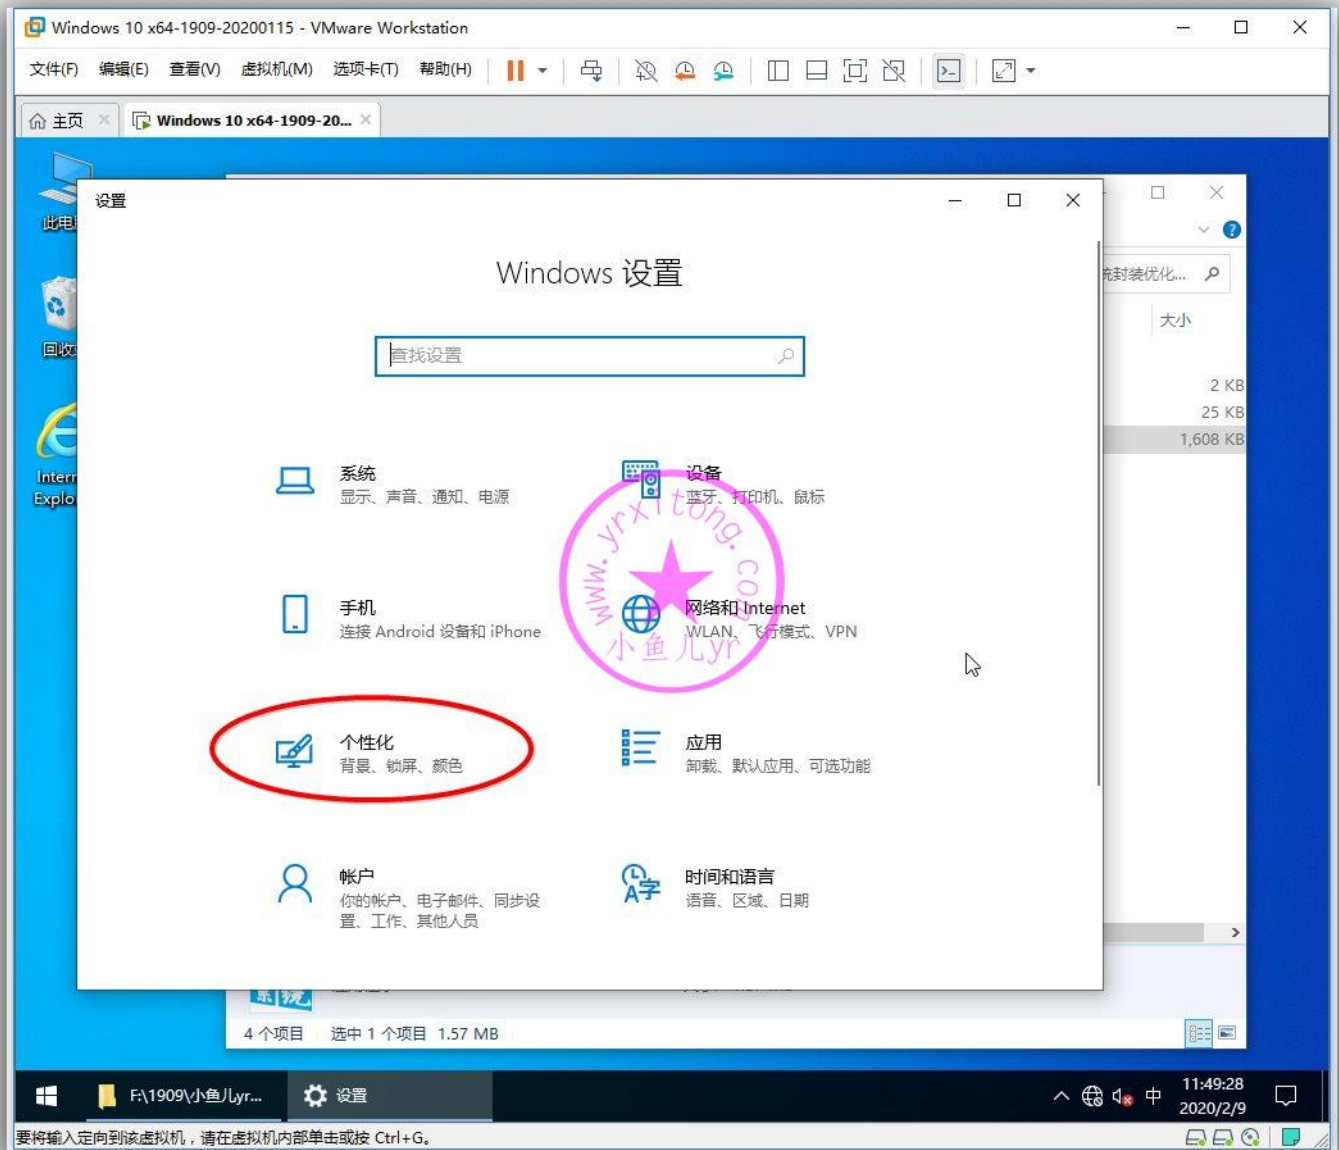 Windows 10 x64-1909-20200115 - VMware Workstation
文件(F) 编辑(E) 查看(V) 虚拟机(M) 选项卡(T) 帮助(H)
主页
Windows 10 x64-1909-20...
此电
设置
Windows 设置
查找设置
封装优化...
大小
回收
2 KB
25 KB
1,608 KB
Intern
Explo
系统
显示、声音、通知、电源
设备
蓝牙、打印机、鼠标
www.yrxitong.com
小鱼儿yr
手机
连接 Android 设备和 iPhone
网络和 Internet
WLAN、飞行模式、VPN
个性化
背景、锁屏、颜色
应用
卸载、默认应用、可选功能
帐户
你的帐户、电子邮件、同步设
置、工作、其他人员
时间和语言
语音、区域、日期
4 个项目 选中 1 个项目 1.57 MB
F:\1909\小鱼儿yr...
设置
中
11:49:28
2020/2/9
要将输入定向到该虚拟机，请在虚拟机内部单击或按 Ctrl+G。